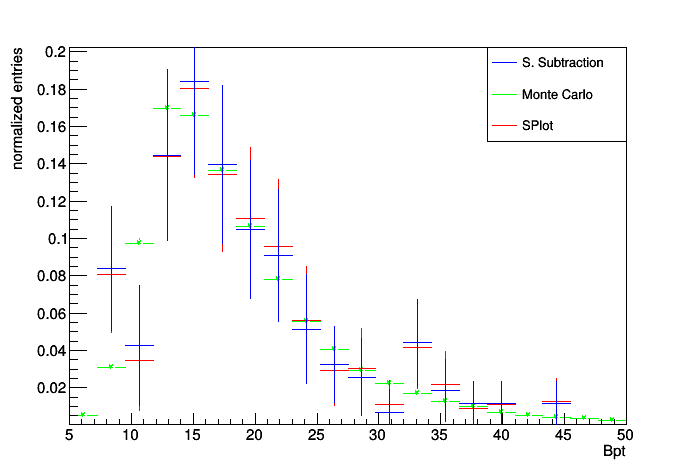 normalized entries
0.2
0.18
0.16
0.14
0.12
0.1
0.08
0.06
0.04
0.02
S. Subtraction
Monte Carlo
SPlot
5 10 15 20 25 30 35 40 45 50
Bpt